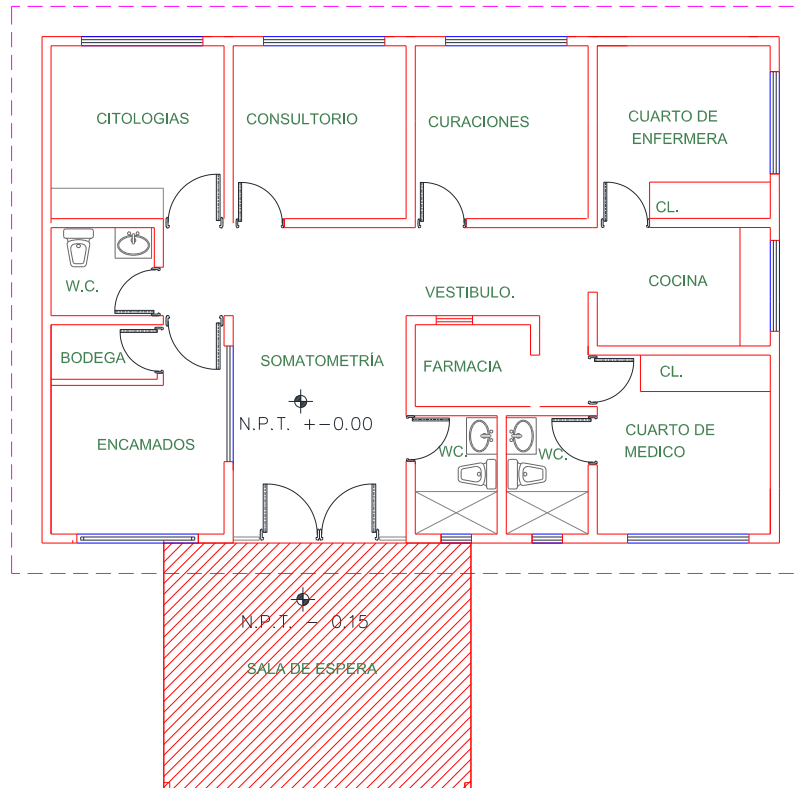 CITOLOGIAS
CONSULTORIO
CURACIONES
CUARTO DE
ENFERMERA
CL.
W.C.
VESTIBULO.
COCINA
BODEGA
SOMATOMETRÍA
FARMACIA
CL.
N.P.T. +-0.00
ENCAMADOS
WC.
WC.
CUARTO DE
MEDICO
N.P.T. - 0.15
SALA DE ESPERA